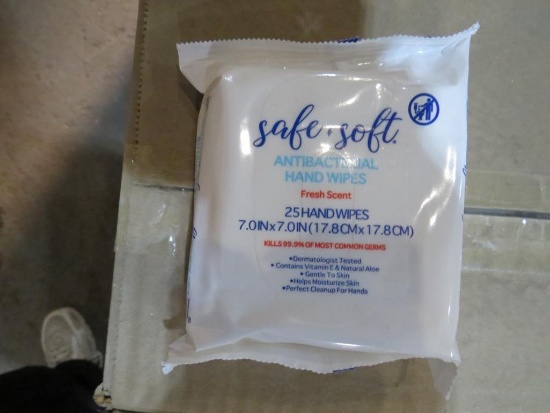 safe + soft.
ANTIBACTERIAL
HAND WIPES
Fresh Scent
25 HAND WIPES
7.0IN x 7.0IN (17.8CM x 17.8CM)
KILLS 99.9% OF MOST COMMON GERMS
•Dermatologist Tested
•Contains Vitamin E & Natural Aloe
•Gentle To Skin
•Helps Moisturize Skin
•Perfect Cleanup For Hands